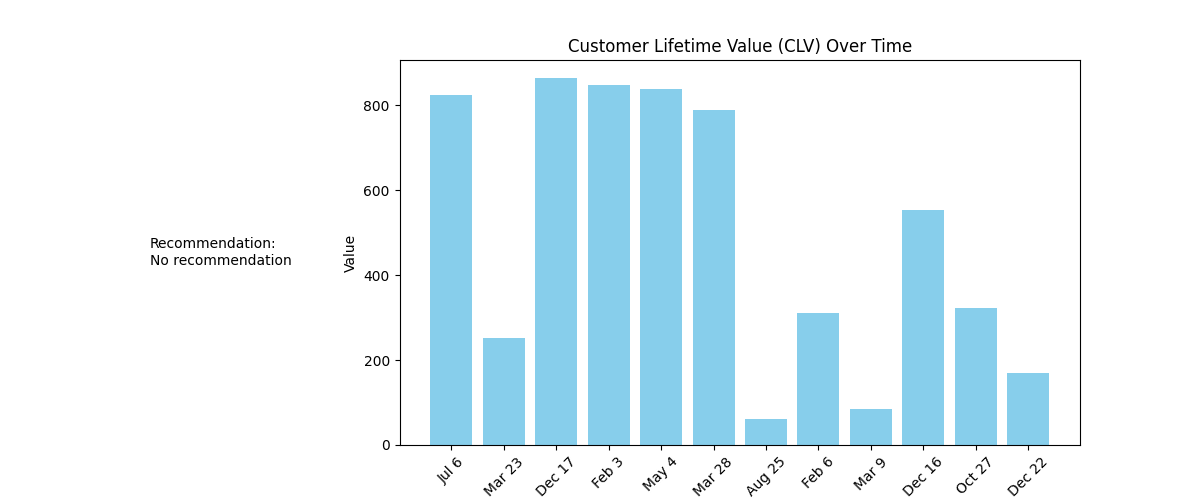 Customer Lifetime Value (CLV) Over Time
Recommendation:
No recommendation
Value
800
600
400
200
0
Jul 6
Mar 23
Dec 17
Feb 3
May 4
Mar 28
Aug 25
Feb 6
Mar 9
Dec 16
Oct 27
Dec 22